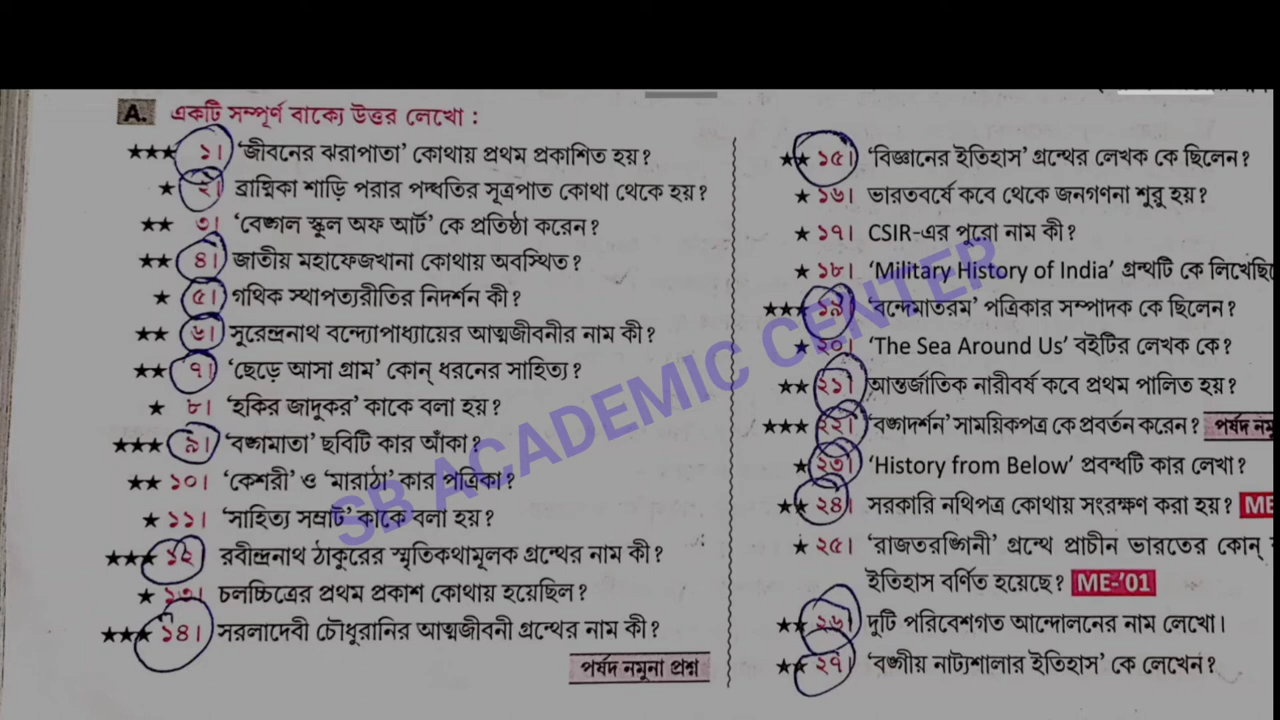 A. একটি সম্পূর্ণ বাক্যে উত্তর লেখো :
★★★ ১। ‘জীবনের ঝরাপাতা’ কোথায় প্রথম প্রকাশিত হয়?
★ ২। ব্রাহ্মিকা শাড়ি পরার পদ্ধতির সূত্রপাত কোথা থেকে হয়?
★★ ৩। ‘বেঙ্গল স্কুল অফ আর্ট’ কে প্রতিষ্ঠা করেন?
★★ ৪। জাতীয় মহাফেজখানা কোথায় অবস্থিত?
★ ৫। গথিক স্থাপত্যরীতির নিদর্শন কী?
★★ ৬। সুরেন্দ্রনাথ বন্দ্যোপাধ্যায়ের আত্মজীবনীর নাম কী?
★★ ৭। ‘ছেড়ে আসা গ্রাম’ কোন্ ধরনের সাহিত্য?
★ ৮। ‘হকির জাদুকর’ কাকে বলা হয়?
★★★ ৯। ‘বঙ্গমাতা’ ছবিটি কার আঁকা?
★★ ১০। ‘কেশরী’ ও ‘মারাঠা’ কার পত্রিকা?
★ ১১। ‘সাহিত্য সম্রাট’ কাকে বলা হয়?
★★★ ১২। রবীন্দ্রনাথ ঠাকুরের স্মৃতিকথামূলক গ্রন্থের নাম কী?
★ ১৩। চলচ্চিত্রের প্রথম প্রকাশ কোথায় হয়েছিল?
★★★ ১৪। সরলাদেবী চৌধুরানির আত্মজীবনী গ্রন্থের নাম কী?
পর্ষদ নমুনা প্রশ্ন
★★ ১৫। ‘বিজ্ঞানের ইতিহাস’ গ্রন্থের লেখক কে ছিলেন?
★ ১৬। ভারতবর্ষে কবে থেকে জনগণনা শুরু হয়?
★ ১৭। CSIR-এর পুরো নাম কী?
★ ১৮। ‘Military History of India’ গ্রন্থটি কে লিখেছি
★★★ ১৯। ‘বন্দেমাতরম’ পত্রিকার সম্পাদক কে ছিলেন?
★ ২০। ‘The Sea Around Us’ বইটির লেখক কে?
★★ ২১। আন্তর্জাতিক নারীবর্ষ কবে প্রথম পালিত হয়?
★★★ ২২। ‘বঙ্গদর্শন’ সাময়িকপত্র কে প্রবর্তন করেন? পর্ষদ নমু
★ ২৩। ‘History from Below’ প্রবন্ধটি কার লেখা?
★★ ২৪। সরকারি নথিপত্র কোথায় সংরক্ষণ করা হয়? ME
★ ২৫। ‘রাজতরঙ্গিনী’ গ্রন্থে প্রাচীন ভারতের কোন্
ইতিহাস বর্ণিত হয়েছে? ME-’01
★★ ২৬। দুটি পরিবেশগত আন্দোলনের নাম লেখো।
★★ ২৭। ‘বঙ্গীয় নাট্যশালার ইতিহাস’ কে লেখেন?
SB ACADEMIC CENTER